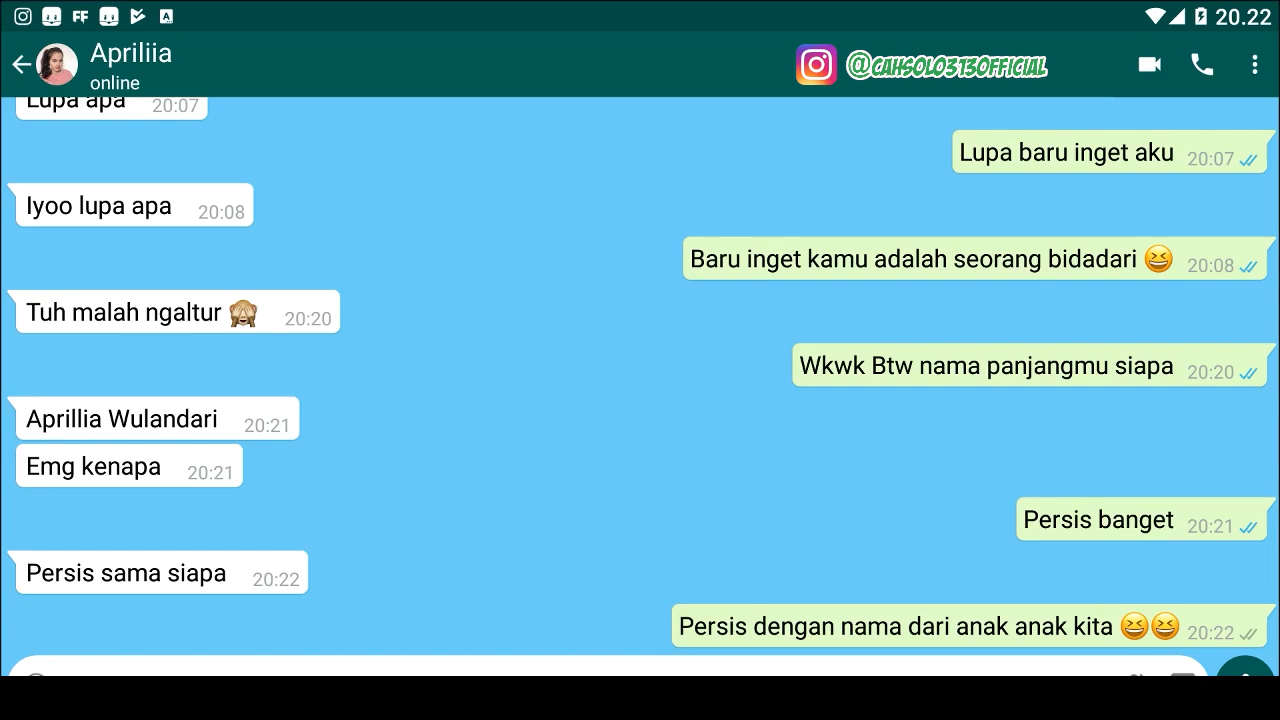 FF
20.22
Apriliia
online
@CAHSOLO313OFFICIAL
Lupa apa 20:07
Lupa baru inget aku 20:07
Iyoo lupa apa 20:08
Baru inget kamu adalah seorang bidadari 😆 20:08
Tuh malah ngaltur 🙈 20:20
Wkwk Btw nama panjangmu siapa 20:20
Aprillia Wulandari 20:21
Emg kenapa 20:21
Persis banget 20:21
Persis sama siapa 20:22
Persis dengan nama dari anak anak kita 😆😆 20:22